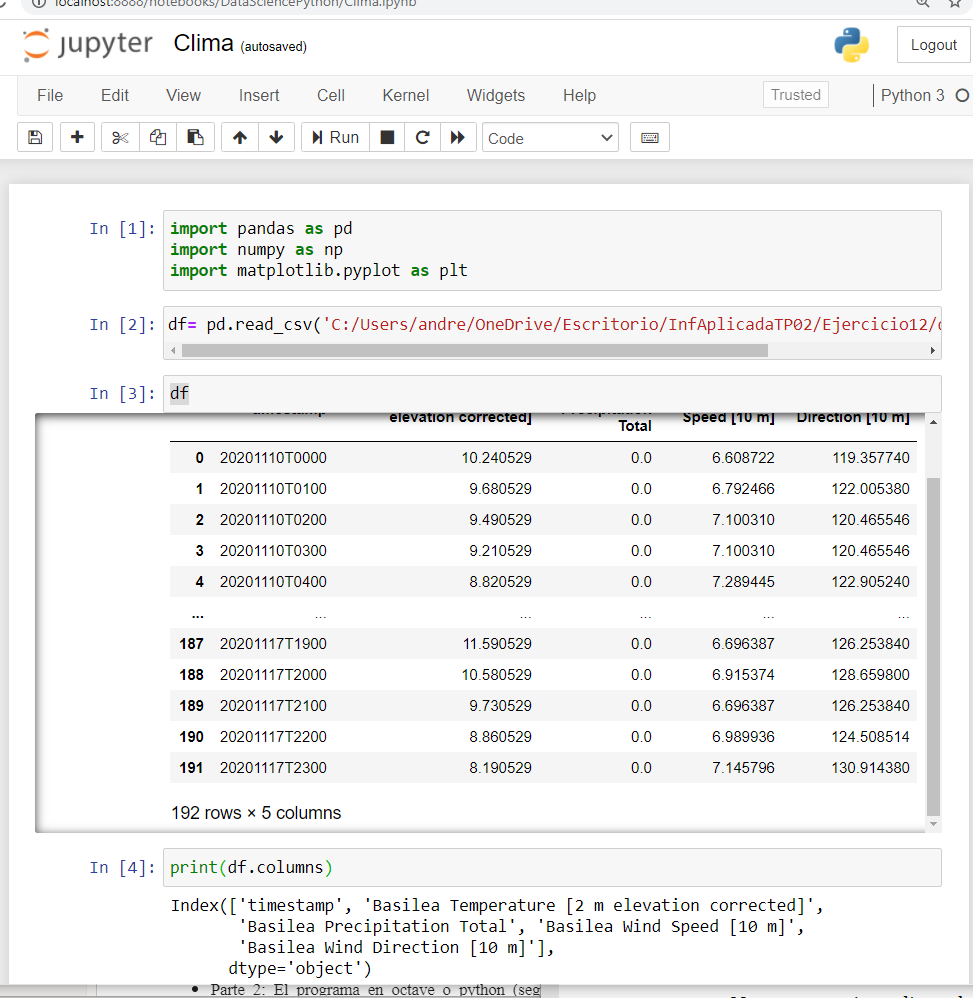 localhost:8888/notebooks/DataSciencePython/Clima.ipynb
jupyter Clima (autosaved)
Logout
File Edit View Insert Cell Kernel Widgets Help Trusted Python 3
Run Code
In [1]: import pandas as pd
import numpy as np
import matplotlib.pyplot as plt
In [2]: df= pd.read_csv('C:/Users/andre/OneDrive/Escritorio/InfAplicadaTP02/Ejercicio12/
In [3]: df
timestamp elevation corrected] Precipitation Speed [10 m] Direction [10 m]
Total
0 20201110T0000 10.240529 0.0 6.608722 119.357740
1 20201110T0100 9.680529 0.0 6.792466 122.005380
2 20201110T0200 9.490529 0.0 7.100310 120.465546
3 20201110T0300 9.210529 0.0 7.100310 120.465546
4 20201110T0400 8.820529 0.0 7.289445 122.905240
... ... ... ... ... ...
187 20201117T1900 11.590529 0.0 6.696387 126.253840
188 20201117T2000 10.580529 0.0 6.915374 128.659800
189 20201117T2100 9.730529 0.0 6.696387 126.253840
190 20201117T2200 8.860529 0.0 6.989936 124.508514
191 20201117T2300 8.190529 0.0 7.145796 130.914380
192 rows × 5 columns
In [4]: print(df.columns)
Index(['timestamp', 'Basilea Temperature [2 m elevation corrected]',
'Basilea Precipitation Total', 'Basilea Wind Speed [10 m]',
'Basilea Wind Direction [10 m]'],
dtype='object')
• Parte 2: El programa en octave o python (seg